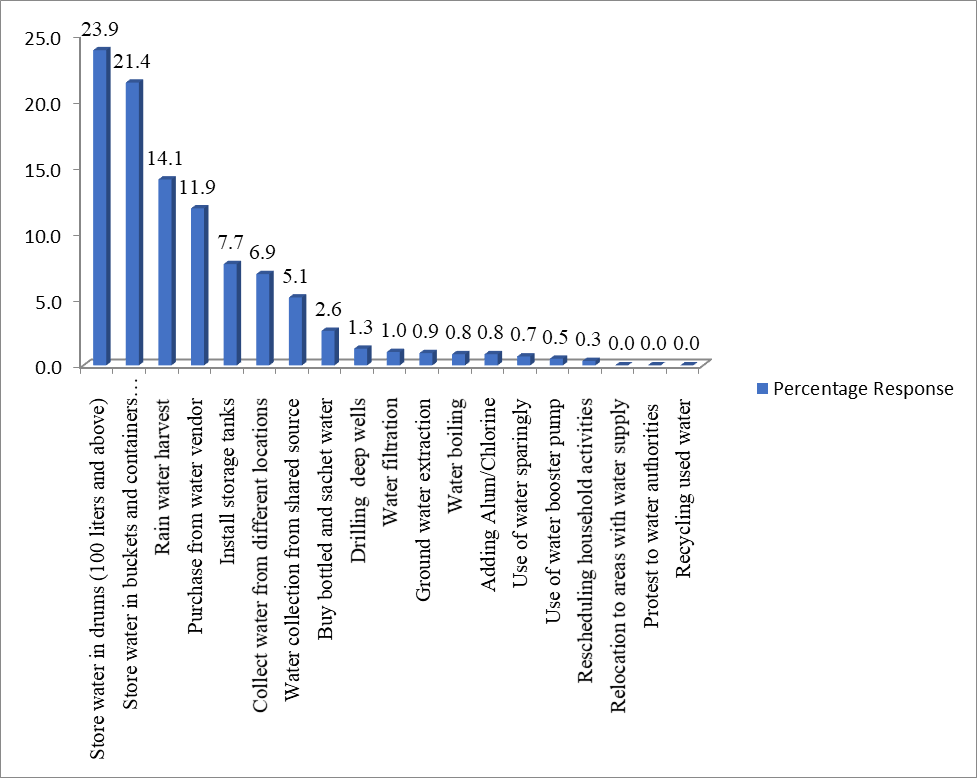 23.9
25.0
21.4
20.0
14.1
15.0
11.9
10.0
7.7
6.9
5.1
5.0
2.6
1.3
1.0
0.9
0.8
0.8
0.7
0.5
0.3
0.0
0.0
0.0
0.0
Store water in drums (100 liters and above)
Store water in buckets and containers…
Rain water harvest
Purchase from water vendor
Install storage tanks
Collect water from different locations
Water collection from shared source
Buy bottled and sachet water
Drilling  deep wells
Water filtration
Ground water extraction
Water boiling
Adding Alum/Chlorine
Use of water sparingly
Use of water booster pump
Rescheduling household activities
Relocation to areas with water supply
Protest to water authorities
Recycling used water
Percentage Response